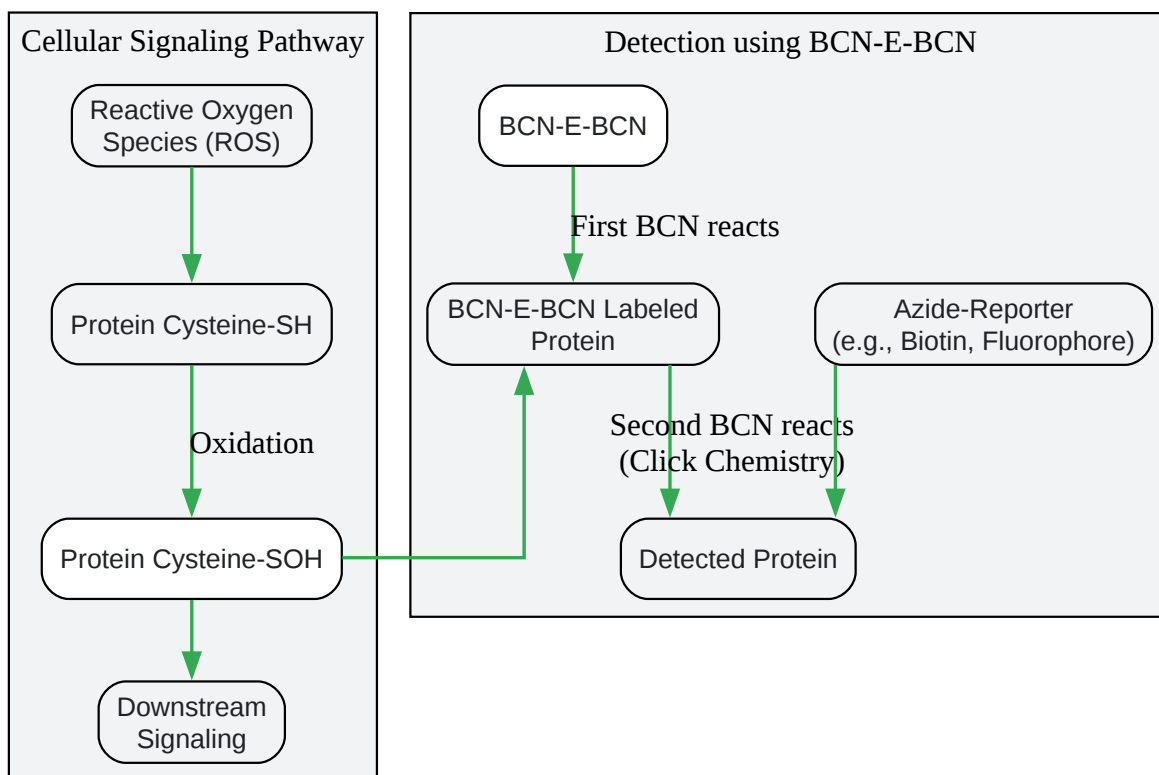 Cellular Signaling Pathway
Reactive Oxygen
Species (ROS)
Protein Cysteine-SH
Oxidation
Protein Cysteine-SOH
Downstream
Signaling
Detection using BCN-E-BCN
BCN-E-BCN
First BCN reacts
BCN-E-BCN Labeled
Protein
Azide-Reporter
(e.g., Biotin, Fluorophore)
Second BCN reacts
(Click Chemistry)
Detected Protein